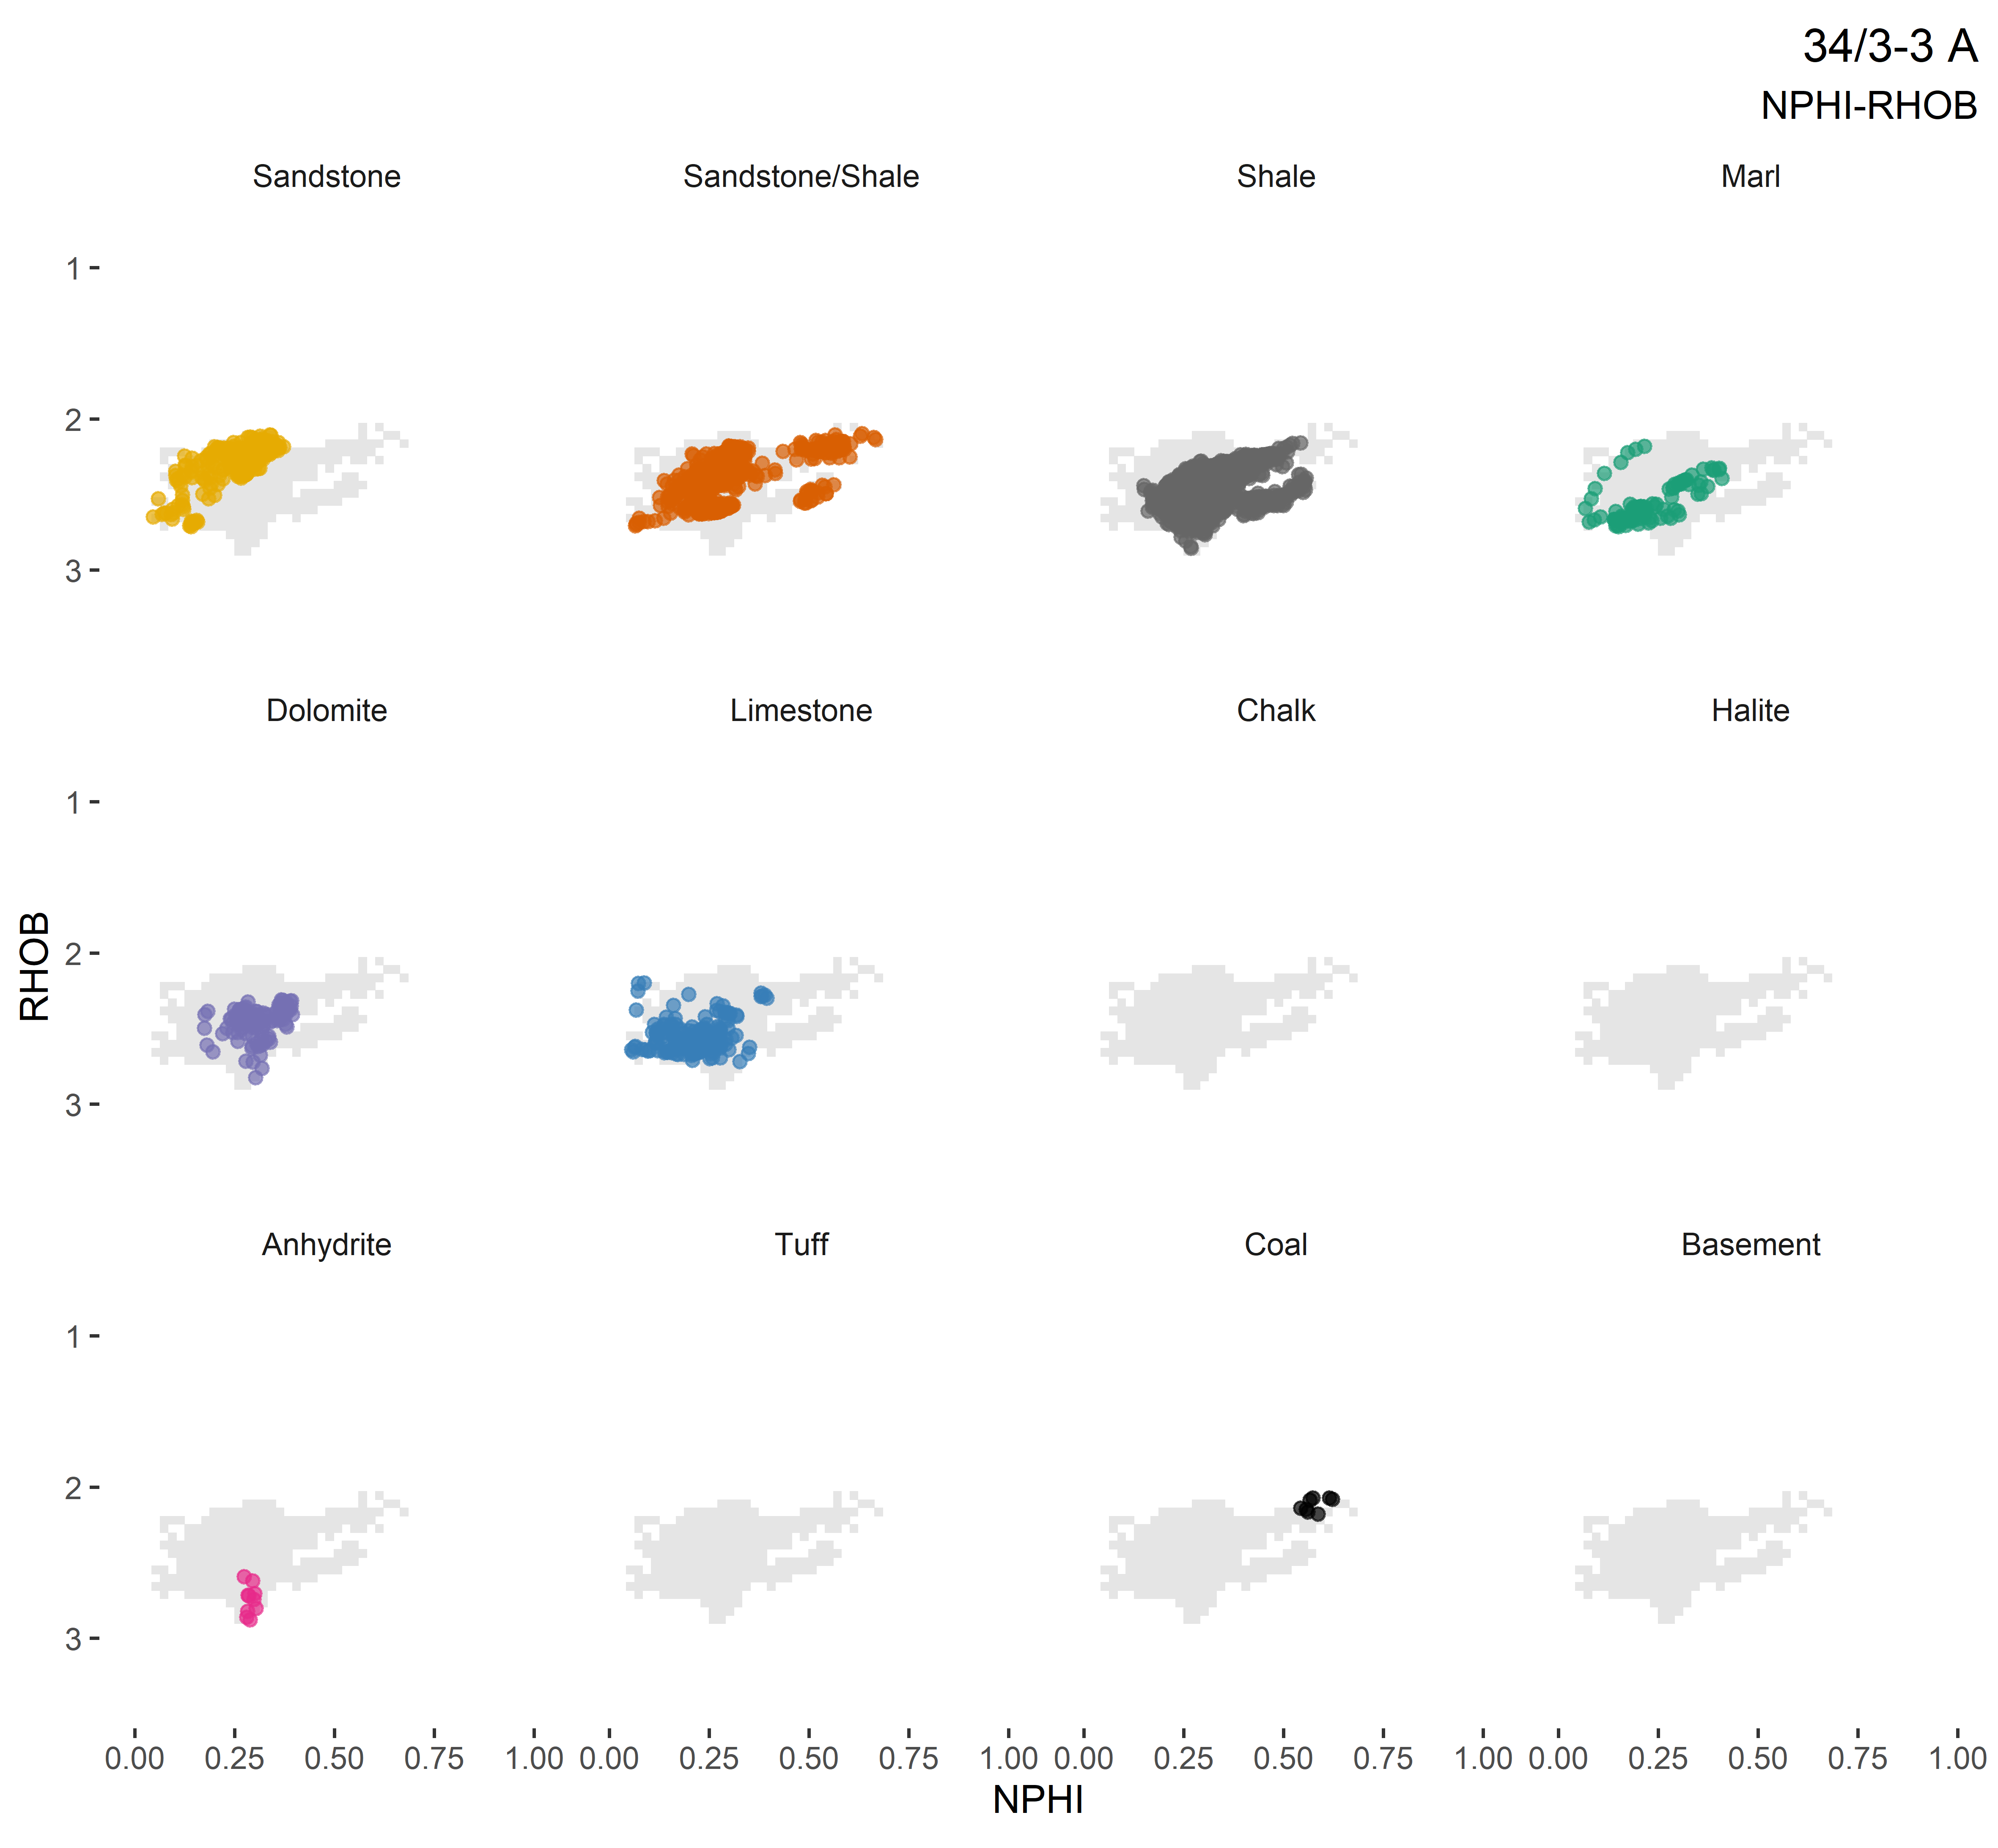 34/3-3 A
NPHI-RHOB
Sandstone Sandstone/Shale Shale Marl
1
2
3
Dolomite Limestone Chalk Halite
1
2
3
Anhydrite Tuff Coal Basement
1
2
3
RHOB
0.00 0.25 0.50 0.75 1.00 0.00 0.25 0.50 0.75 1.00 0.00 0.25 0.50 0.75 1.00 0.00 0.25 0.50 0.75 1.00
NPHI